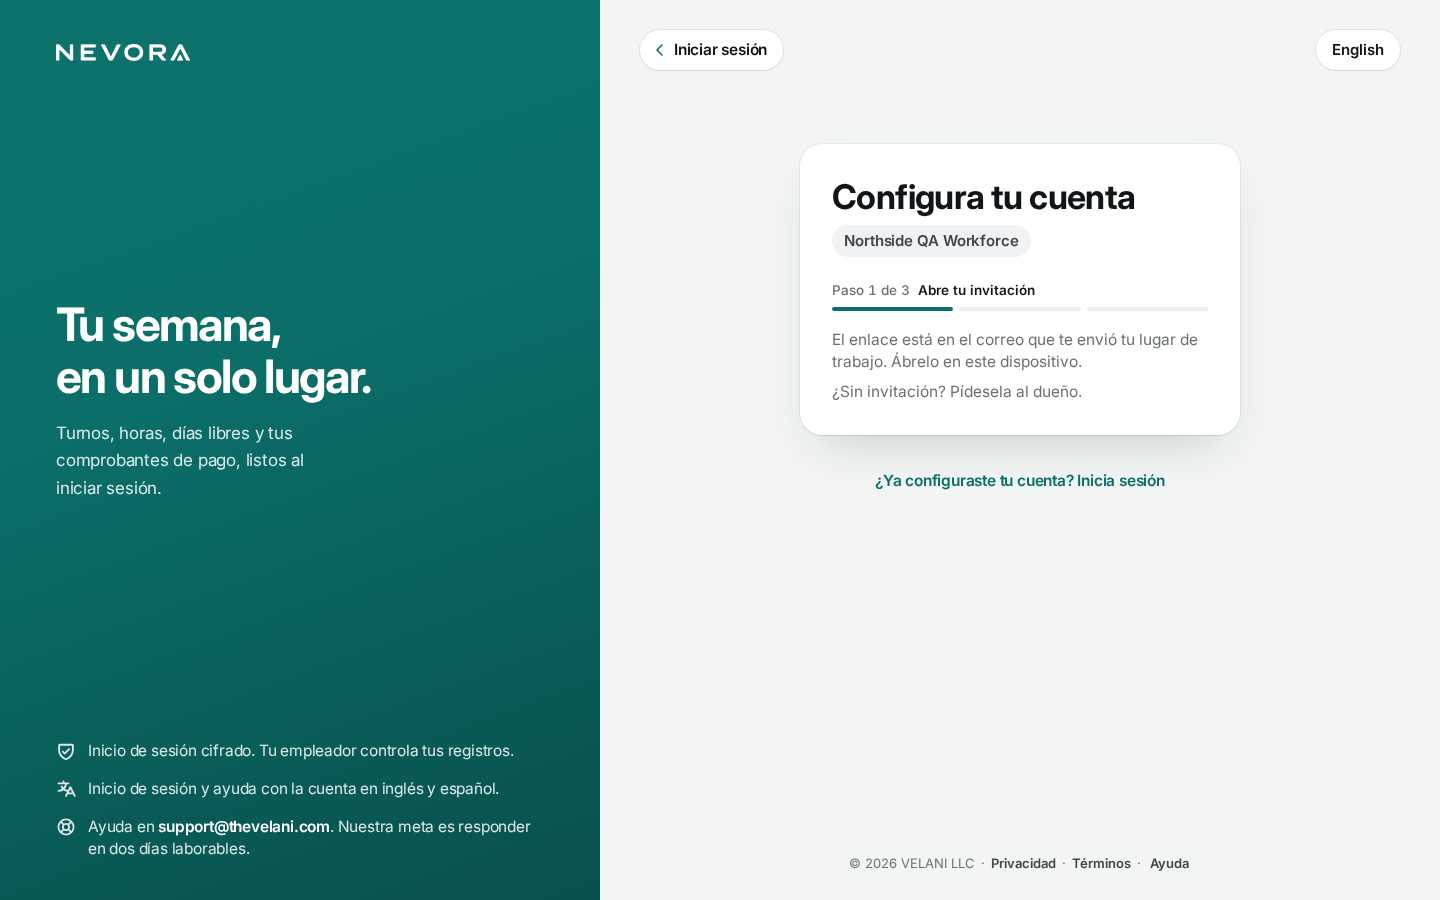 NEVORA
Tu semana,
en un solo lugar.
Turnos, horas, días libres y tus
comprobantes de pago, listos al
iniciar sesión.
Inicio de sesión cifrado. Tu empleador controla tus registros.
Inicio de sesión y ayuda con la cuenta en inglés y español.
Ayuda en support@thevelani.com. Nuestra meta es responder
en dos días laborables.
Iniciar sesión
English
Configura tu cuenta
Northside QA Workforce
Paso 1 de 3 Abre tu invitación
El enlace está en el correo que te envió tu lugar de
trabajo. Ábrelo en este dispositivo.
¿Sin invitación? Pídesela al dueño.
¿Ya configuraste tu cuenta? Inicia sesión
© 2026 VELANI LLC · Privacidad · Términos · Ayuda